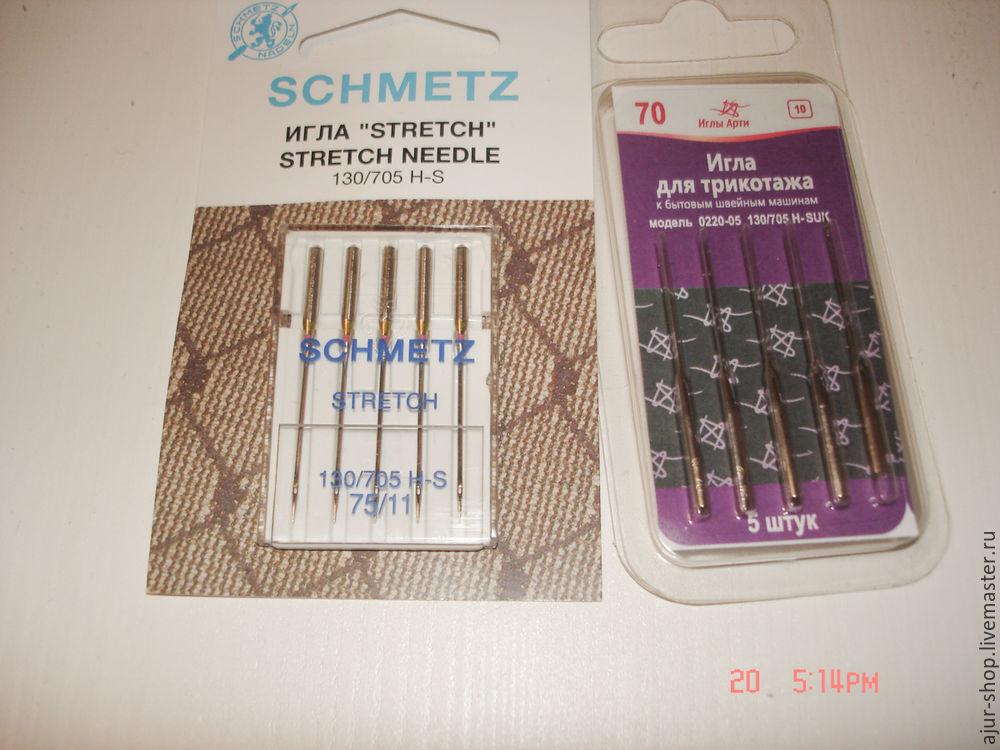 SCHMETZ
NADELN
SCHMETZ
ИГЛА "STRETCH"
STRETCH NEEDLE
130/705 H-S
SCHMETZ
STRETCH
130/705 H-S
75/11
70
Иглы Арти
10
Игла
для трикотажа
к бытовым швейным машинам
модель 0220-05 130/705 H-SUK
5 штук
20 5:14PM
ajur-shop.livemaster.ru